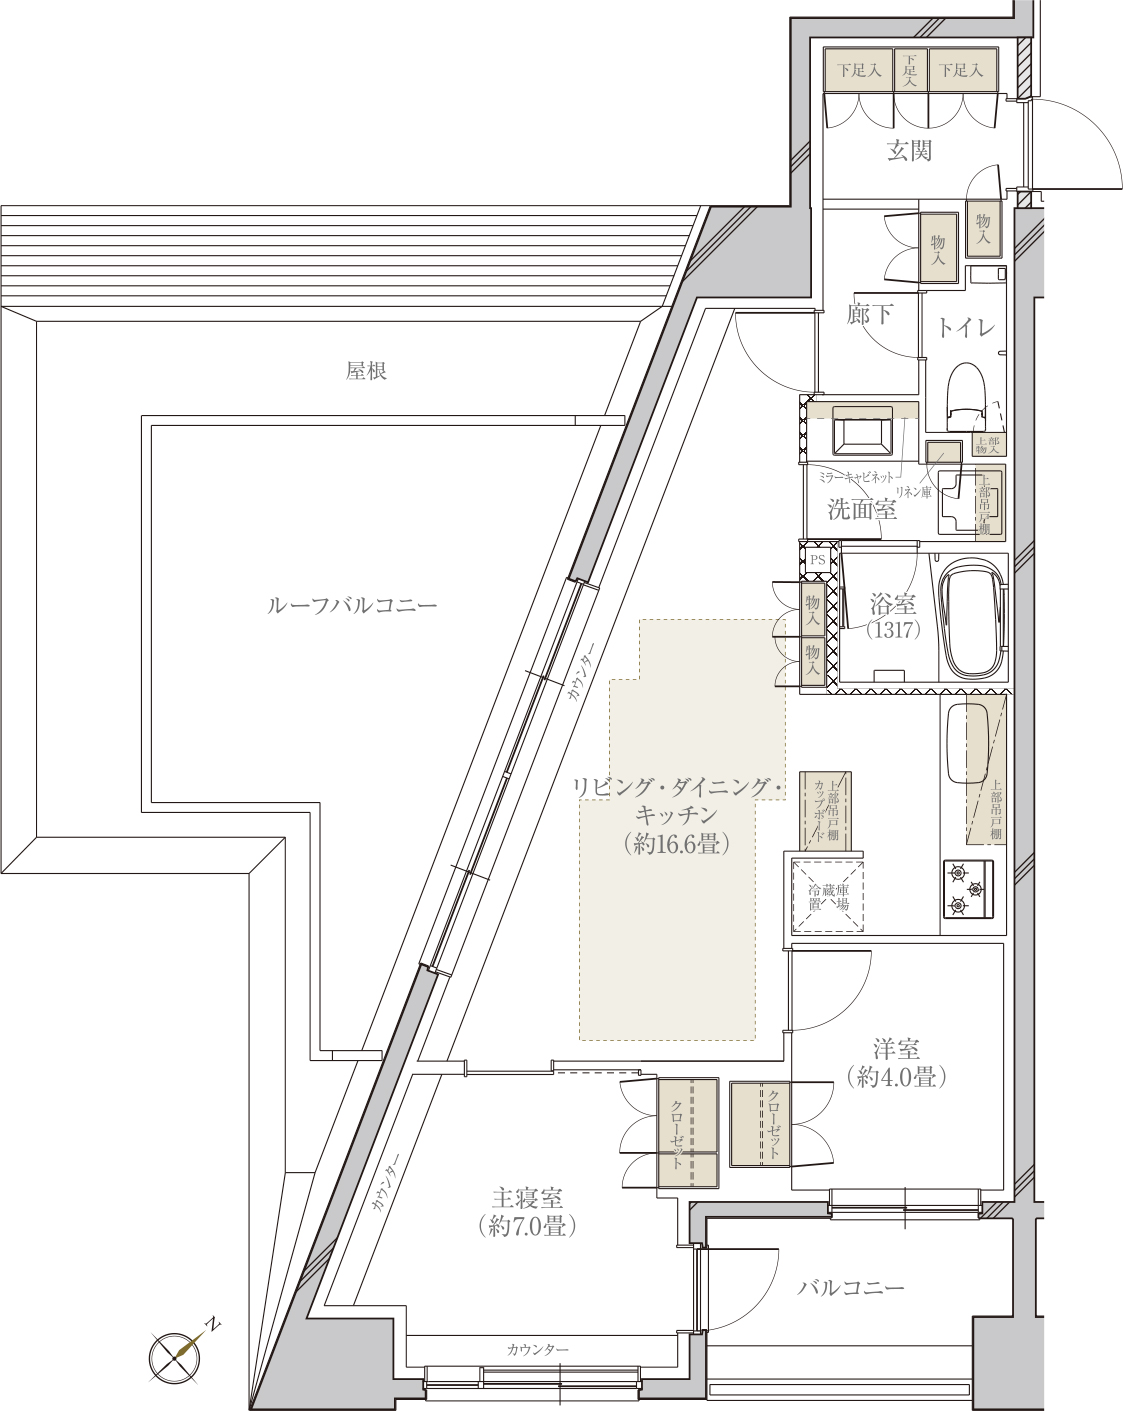 下足入
下足入
下足入
玄関
物入
物入
廊下
トイレ
屋根
上部物入
ミラーキャビネット
リネン庫
上部吊戸棚
洗面室
PS
ルーフバルコニー
物入
浴室
(1317)
物入
カウンター
リビング・ダイニング・
キッチン
(約16.6畳)
上部吊戸棚
カップボード
上部吊戸棚
冷蔵庫
置場
洋室
(約4.0畳)
クローゼット
クローゼット
カウンター
主寝室
(約7.0畳)
バルコニー
N
カウンター